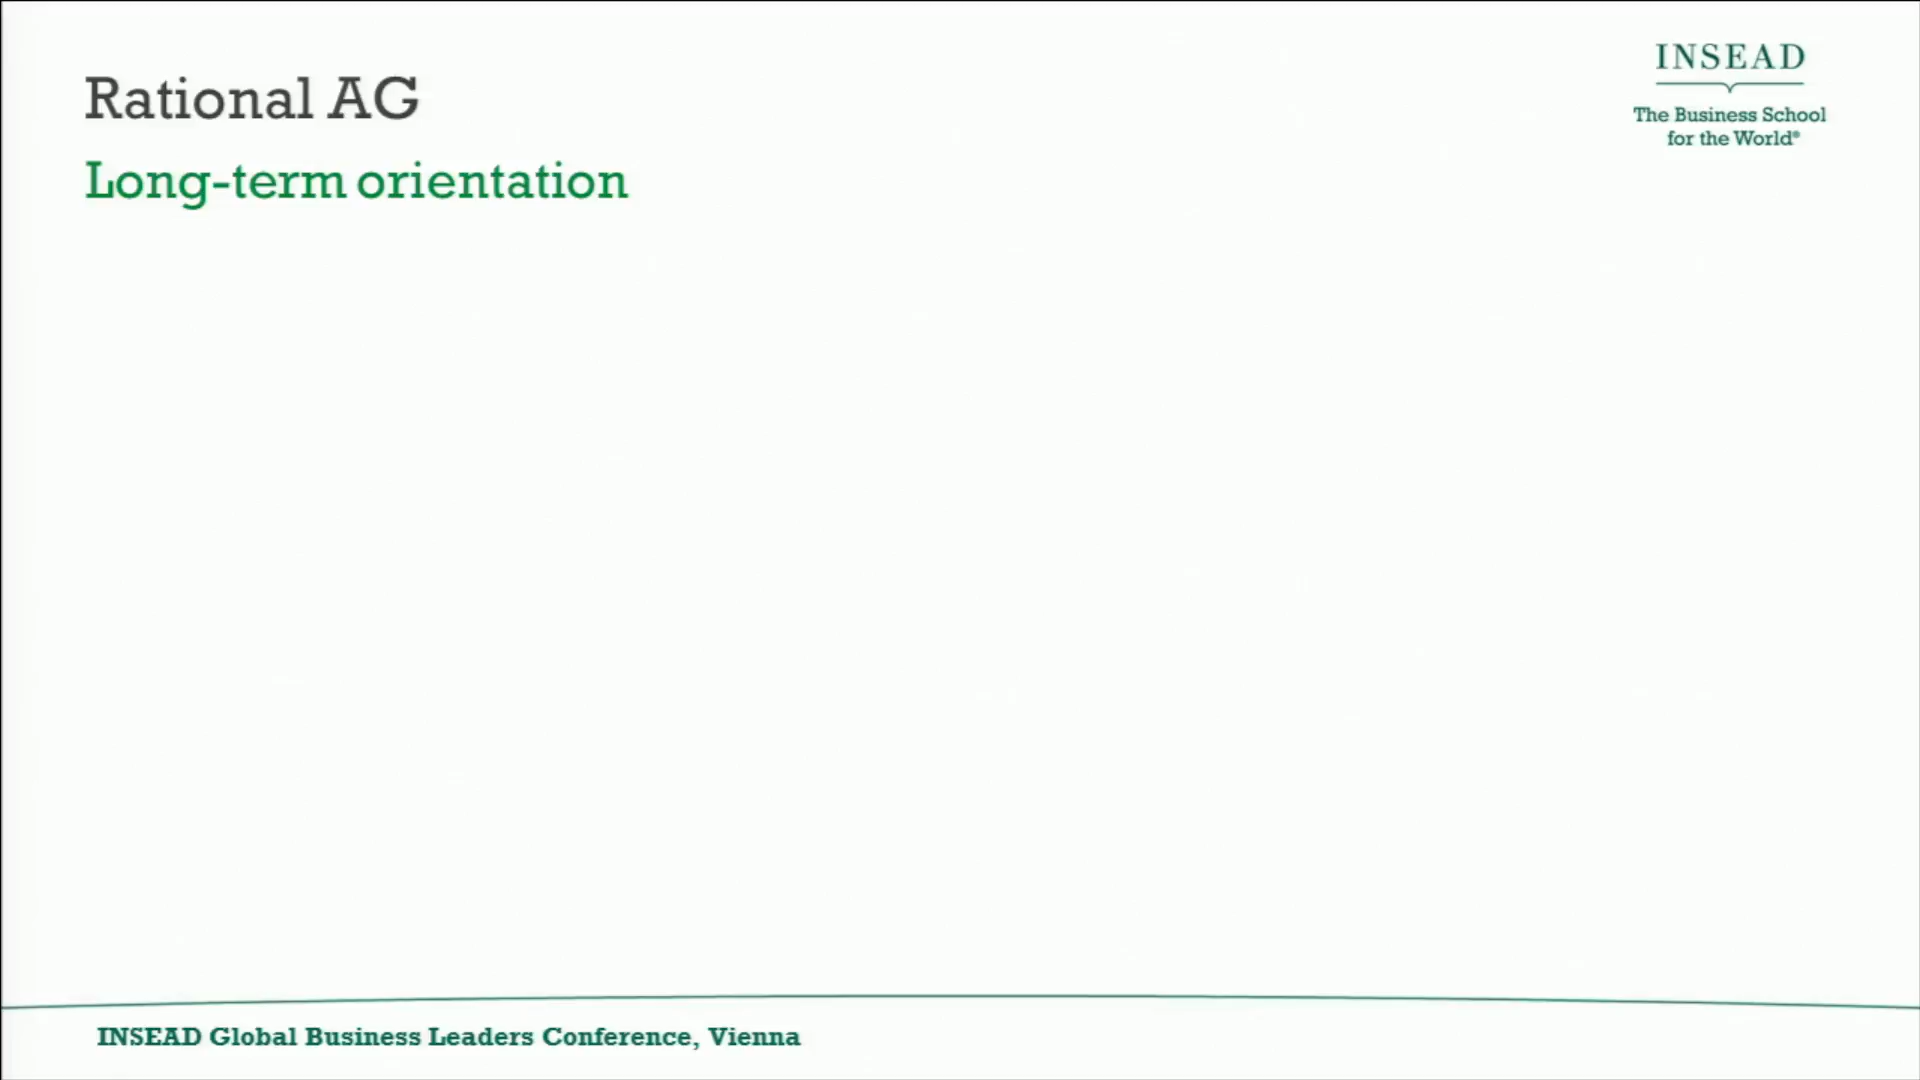 Rational AG
Long-term orientation
INSEAD
The Business School
for the World®
INSEAD Global Business Leaders Conference, Vienna